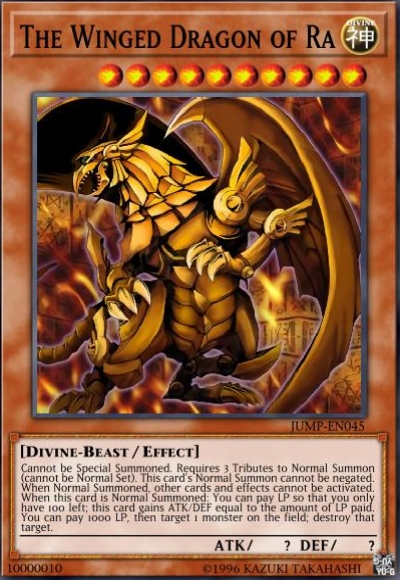 The Winged Dragon of Ra
DIVINE
神
JUMP-EN045
[Divine-Beast / Effect]
Cannot be Special Summoned. Requires 3 Tributes to Normal Summon
(cannot be Normal Set). This card's Normal Summon cannot be negated.
When Normal Summoned, other cards and effects cannot be activated.
When this card is Normal Summoned: You can pay LP so that you only
have 100 left; this card gains ATK/DEF equal to the amount of LP paid.
You can pay 1000 LP, then target 1 monster on the field; destroy that
target.
ATK/ ? DEF/ ?
10000010 ©1996 KAZUKI TAKAHASHI